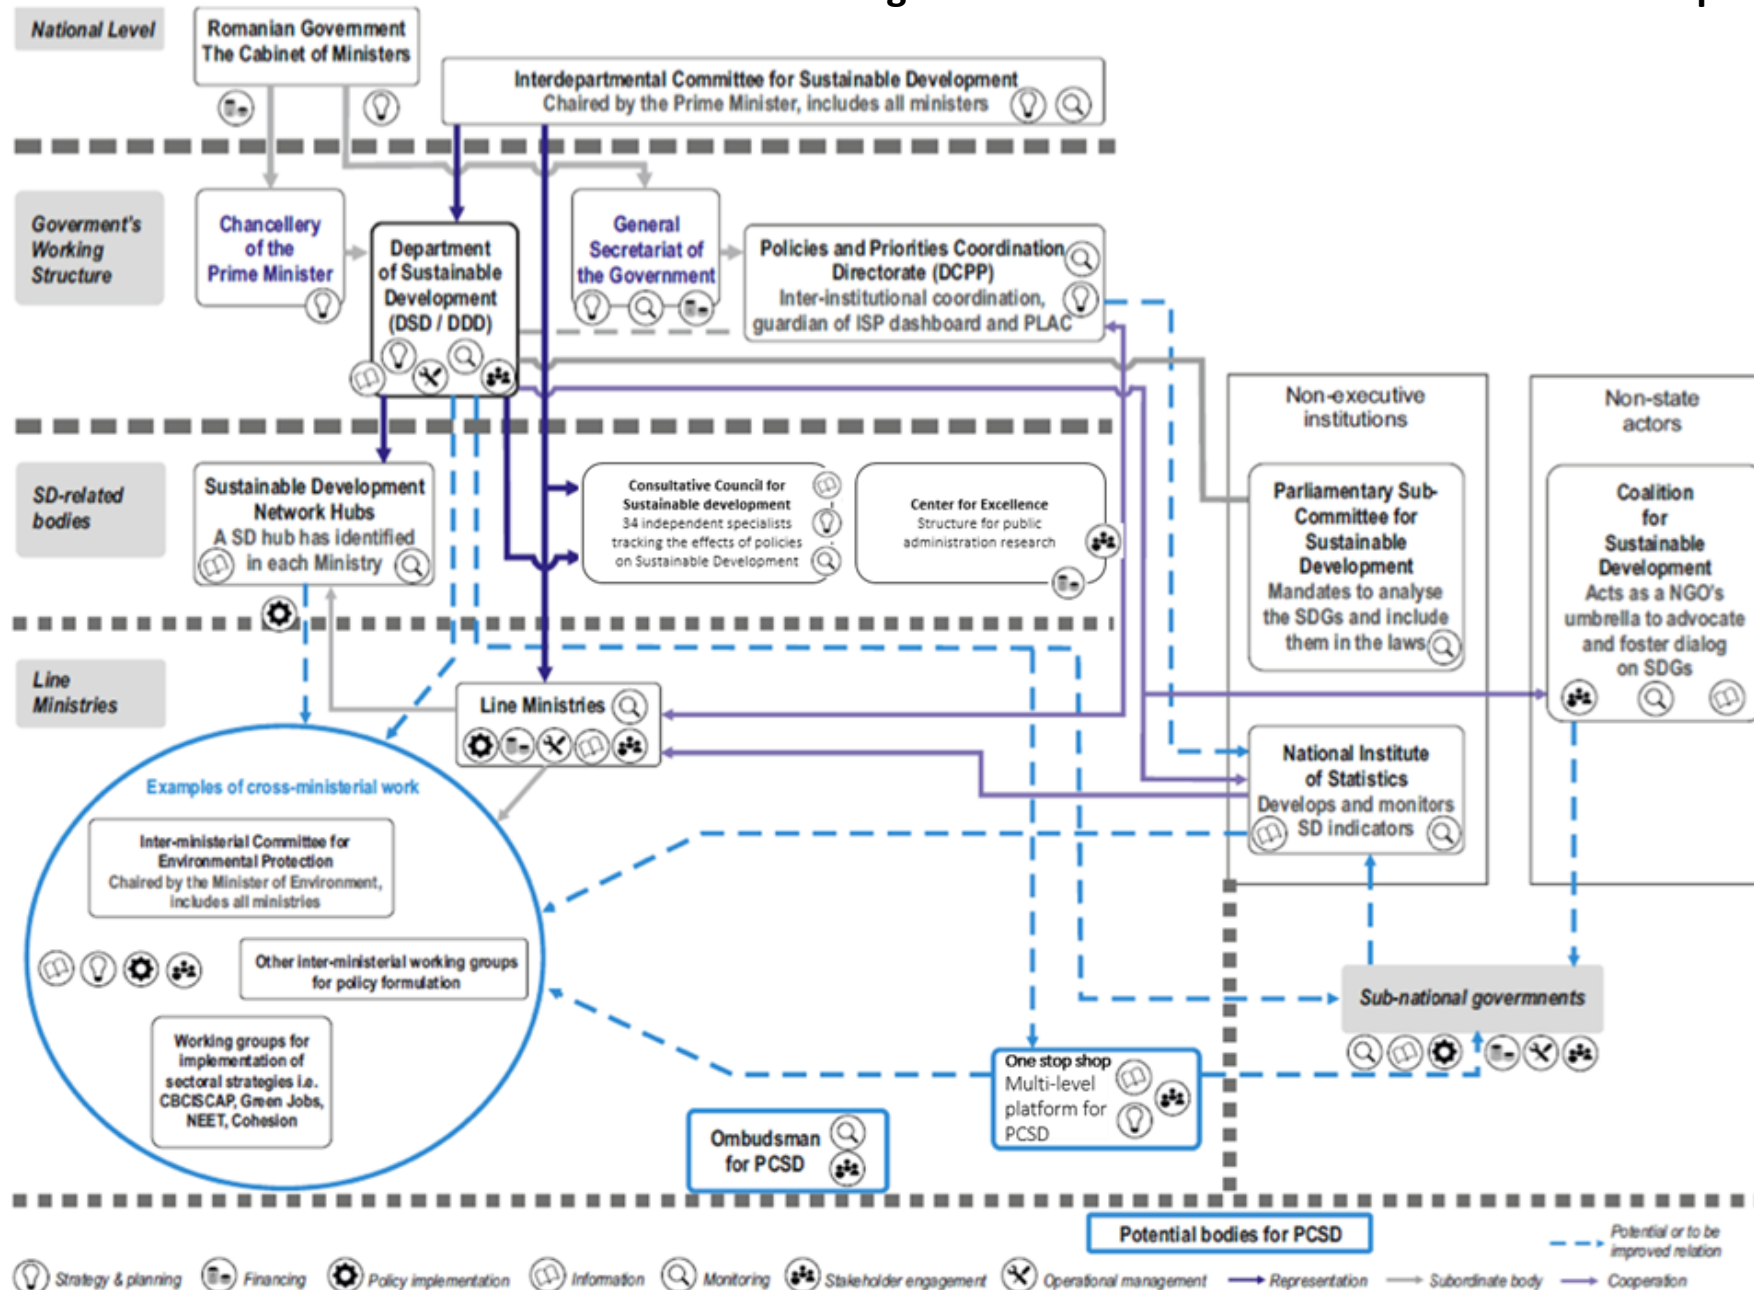 National Level
Romanian Government
The Cabinet of Ministers
Interdepartmental Committee for Sustainable Development
Chaired by the Prime Minister, includes all ministers
Goverment's
Working
Structure
Chancellery
of the
Prime Minister
Department
of Sustainable
Development
(DSD / DDD)
General
Secretariat of
the Government
Policies and Priorities Coordination
Directorate (DCPP)
Inter-institutional coordination,
guardian of ISP dashboard and PLAC
Non-executive
institutions
Non-state
actors
SD-related
bodies
Sustainable Development
Network Hubs
A SD hub has identified
in each Ministry
Consultative Council for
Sustainable development
34 independent specialists
tracking the effects of policies
on Sustainable Development
Center for Excellence
Structure for public
administration research
Parliamentary Sub-
Committee for
Sustainable
Development
Mandates to analyse
the SDGs and include
them in the laws
Coalition
for
Sustainable
Development
Acts as a NGO's
umbrella to advocate
and foster dialog
on SDGs
Line
Ministries
Line Ministries
National Institute
of Statistics
Develops and monitors
SD indicators
Examples of cross-ministerial work
Inter-ministerial Committee for
Environmental Protection
Chaired by the Minister of Environment,
includes all ministries
Other inter-ministerial working groups
for policy formulation
Working groups for
implementation of
sectoral strategies i.e.
CBCISCAP, Green Jobs,
NEET, Cohesion
Sub-national govermnents
One stop shop
Multi-level
platform for
PCSD
Ombudsman
for PCSD
Potential bodies for PCSD
Potential or to be
improved relation
Strategy & planning
Financing
Policy implementation
Information
Monitoring
Stakeholder engagement
Operational management
Representation
Subordinate body
Cooperation